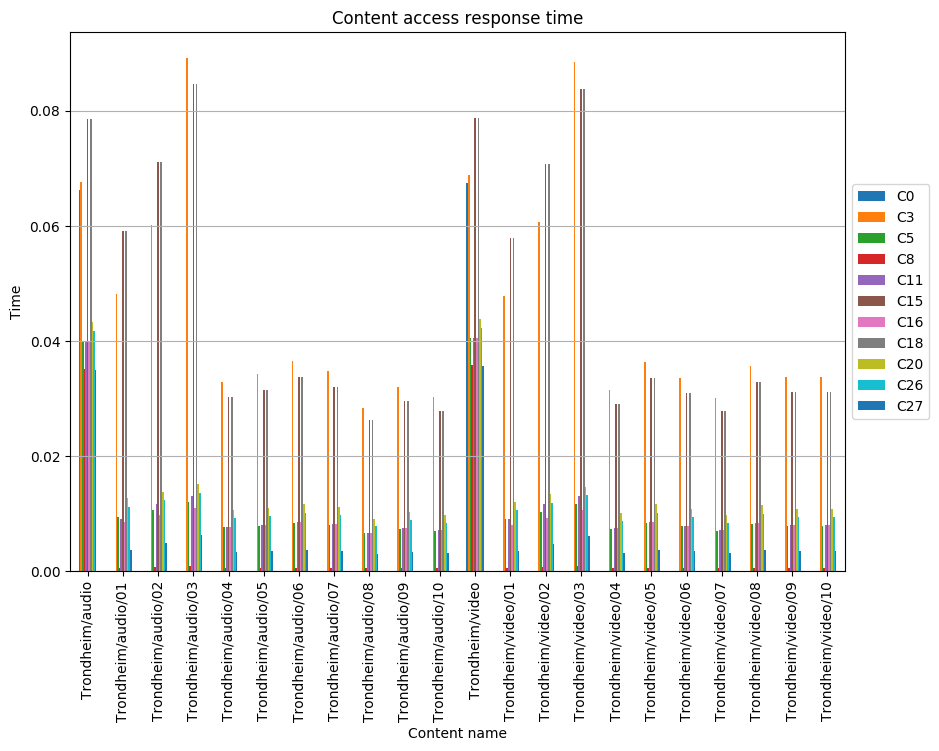 Content access response time
Time
0.08
0.06
0.04
0.02
0.00
Trondheim/audio
Trondheim/audio/01
Trondheim/audio/02
Trondheim/audio/03
Trondheim/audio/04
Trondheim/audio/05
Trondheim/audio/06
Trondheim/audio/07
Trondheim/audio/08
Trondheim/audio/09
Trondheim/audio/10
Trondheim/video
Trondheim/video/01
Trondheim/video/02
Trondheim/video/03
Trondheim/video/04
Trondheim/video/05
Trondheim/video/06
Trondheim/video/07
Trondheim/video/08
Trondheim/video/09
Trondheim/video/10
Content name
C0
C3
C5
C8
C11
C15
C16
C18
C20
C26
C27